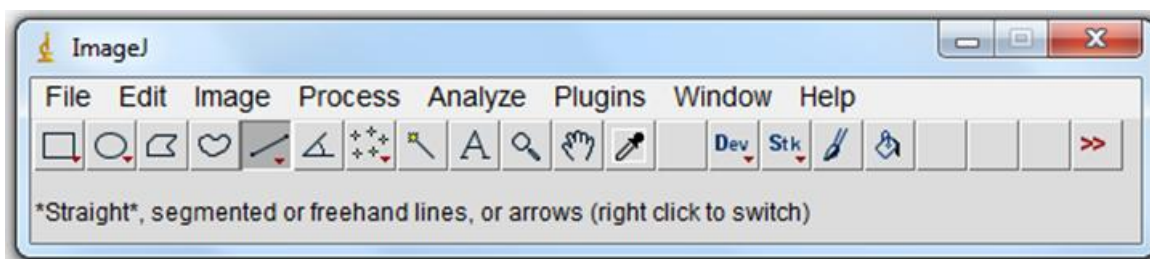 ImageJ
File Edit Image Process Analyze Plugins Window Help
A Dev Stk >>
*Straight*, segmented or freehand lines, or arrows (right click to switch)